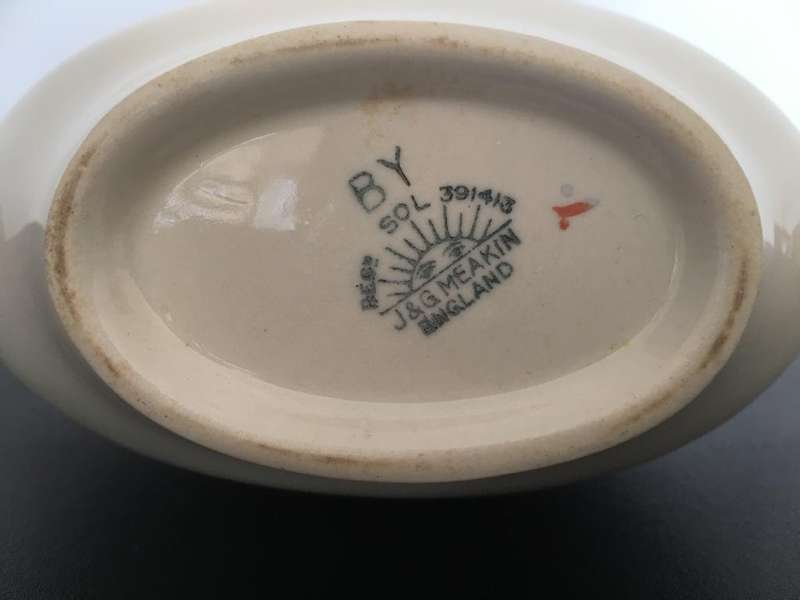 BY
REGD SOL 391413
J&G MEAKIN
ENGLAND